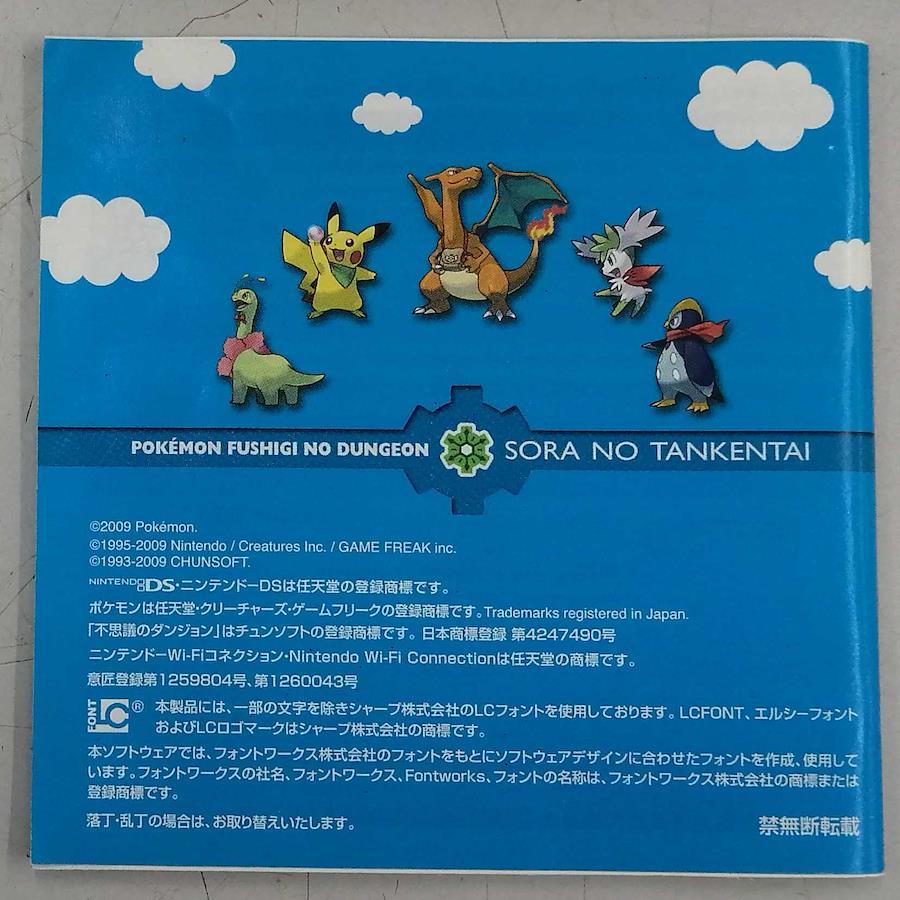 POKÉMON FUSHIGI NO DUNGEON SORA NO TANKENTAI
©2009 Pokémon.
©1995-2009 Nintendo / Creatures Inc. / GAME FREAK inc.
©1993-2009 CHUNSOFT.
NINTENDO DS・ニンテンドーDSは任天堂の登録商標です。
ポケモンは任天堂・クリーチャーズ・ゲームフリークの登録商標です。Trademarks registered in Japan.
「不思議のダンジョン」はチュンソフトの登録商標です。日本商標登録 第4247490号
ニンテンドーWi-Fiコネクション・Nintendo Wi-Fi Connectionは任天堂の商標です。
意匠登録第1259804号、第1260043号
LC FONT ® 本製品には、一部の文字を除きシャープ株式会社のLCフォントを使用しております。LCFONT、エルシーフォント
およびLCロゴマークはシャープ株式会社の商標です。
本ソフトウェアでは、フォントワークス株式会社のフォントをもとにソフトウェアデザインに合わせたフォントを作成、使用して
います。フォントワークスの社名、フォントワークス、Fontworks、フォントの名称は、フォントワークス株式会社の商標または
登録商標です。
落丁・乱丁の場合は、お取り替えいたします。 禁無断転載